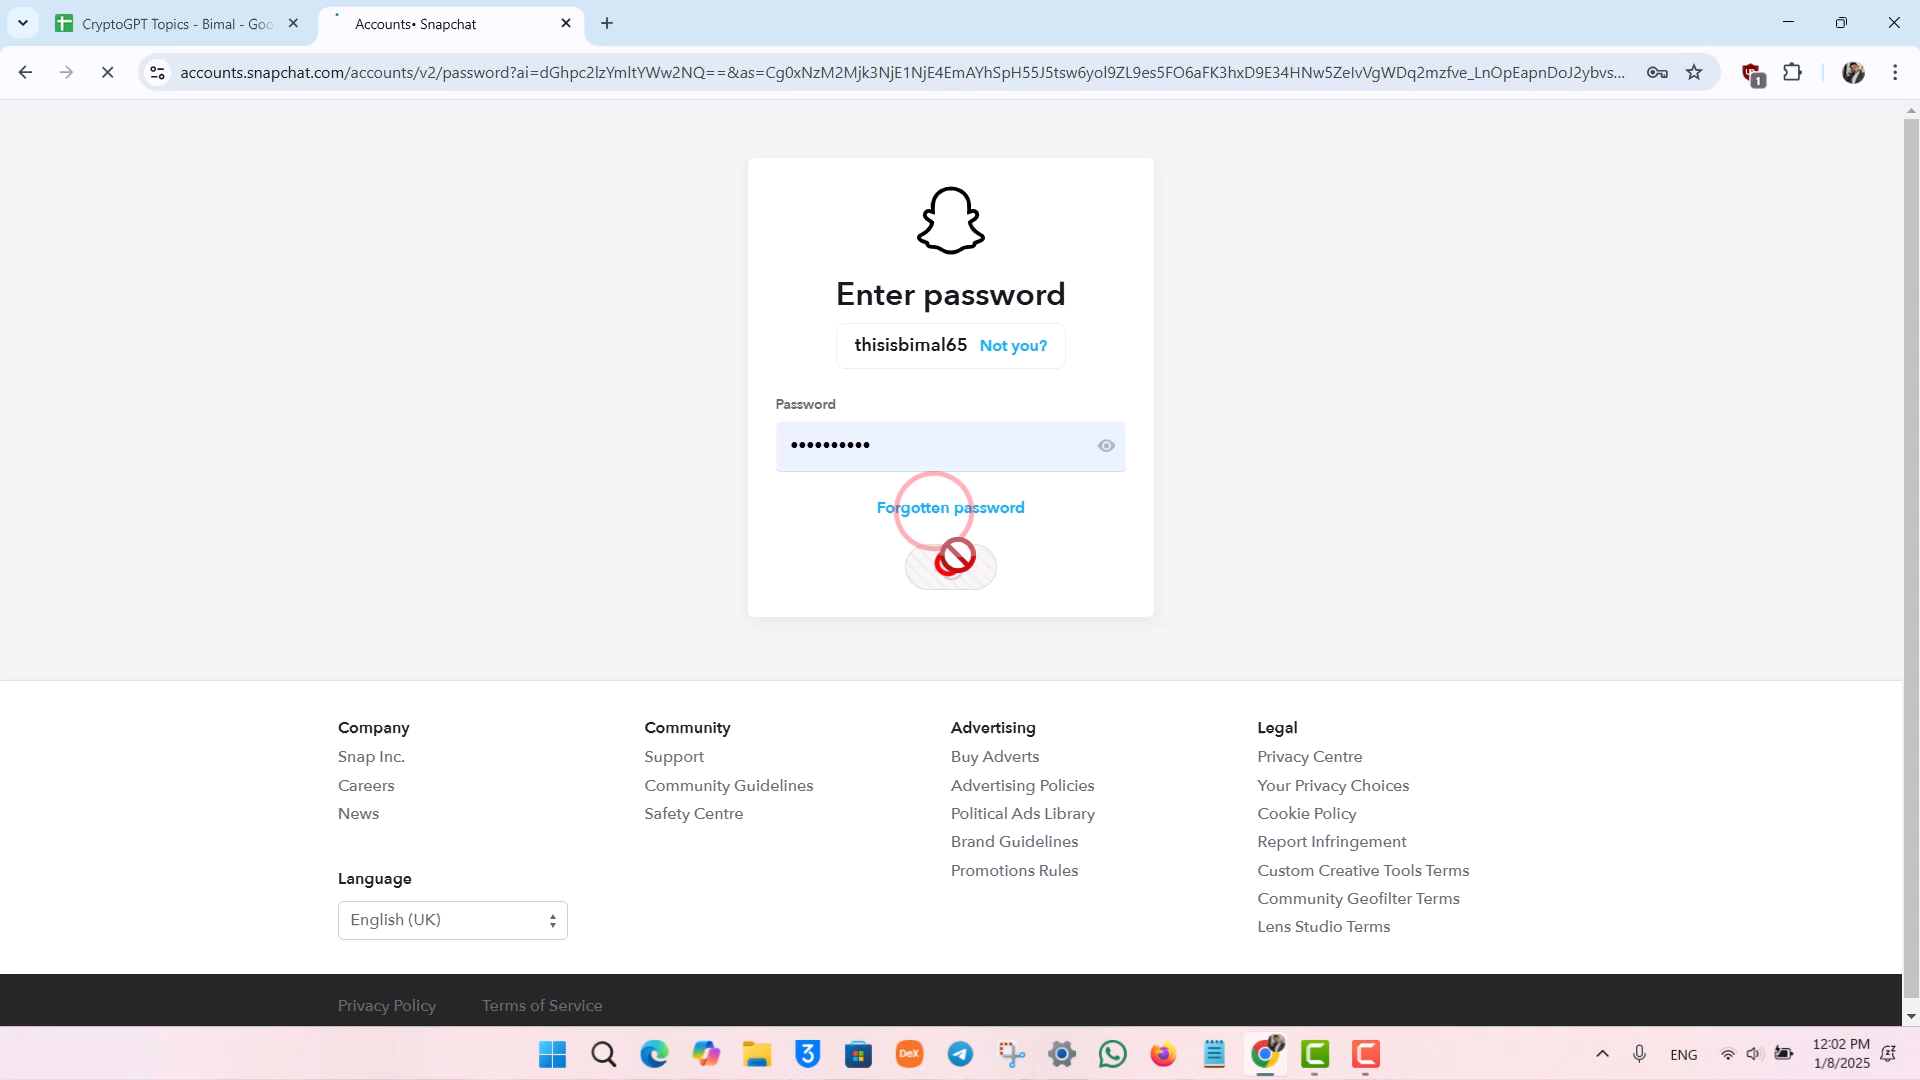 CryptoGPT Topics - Bimal - Goo
Accounts• Snapchat
accounts.snapchat.com/accounts/v2/password?ai=dGhpc2lzYmltYWw2NQ==&as=Cg0xNzM2Mjk3NjE1NjE4EmAYhSpH55J5tsw6yol9ZL9es5FO6aFK3hxD9E34HNw5ZeIvVgWDq2mzfve_LnOpEapnDoJ2ybvs...
1
Enter password
thisisbimal65 Not you?
Password
••••••••••
Forgotten password
Company
Snap Inc.
Careers
News
Community
Support
Community Guidelines
Safety Centre
Advertising
Buy Adverts
Advertising Policies
Political Ads Library
Brand Guidelines
Promotions Rules
Legal
Privacy Centre
Your Privacy Choices
Cookie Policy
Report Infringement
Custom Creative Tools Terms
Community Geofilter Terms
Lens Studio Terms
Language
English (UK)
Privacy Policy
Terms of Service
3
DeX
ENG
12:02 PM
1/8/2025